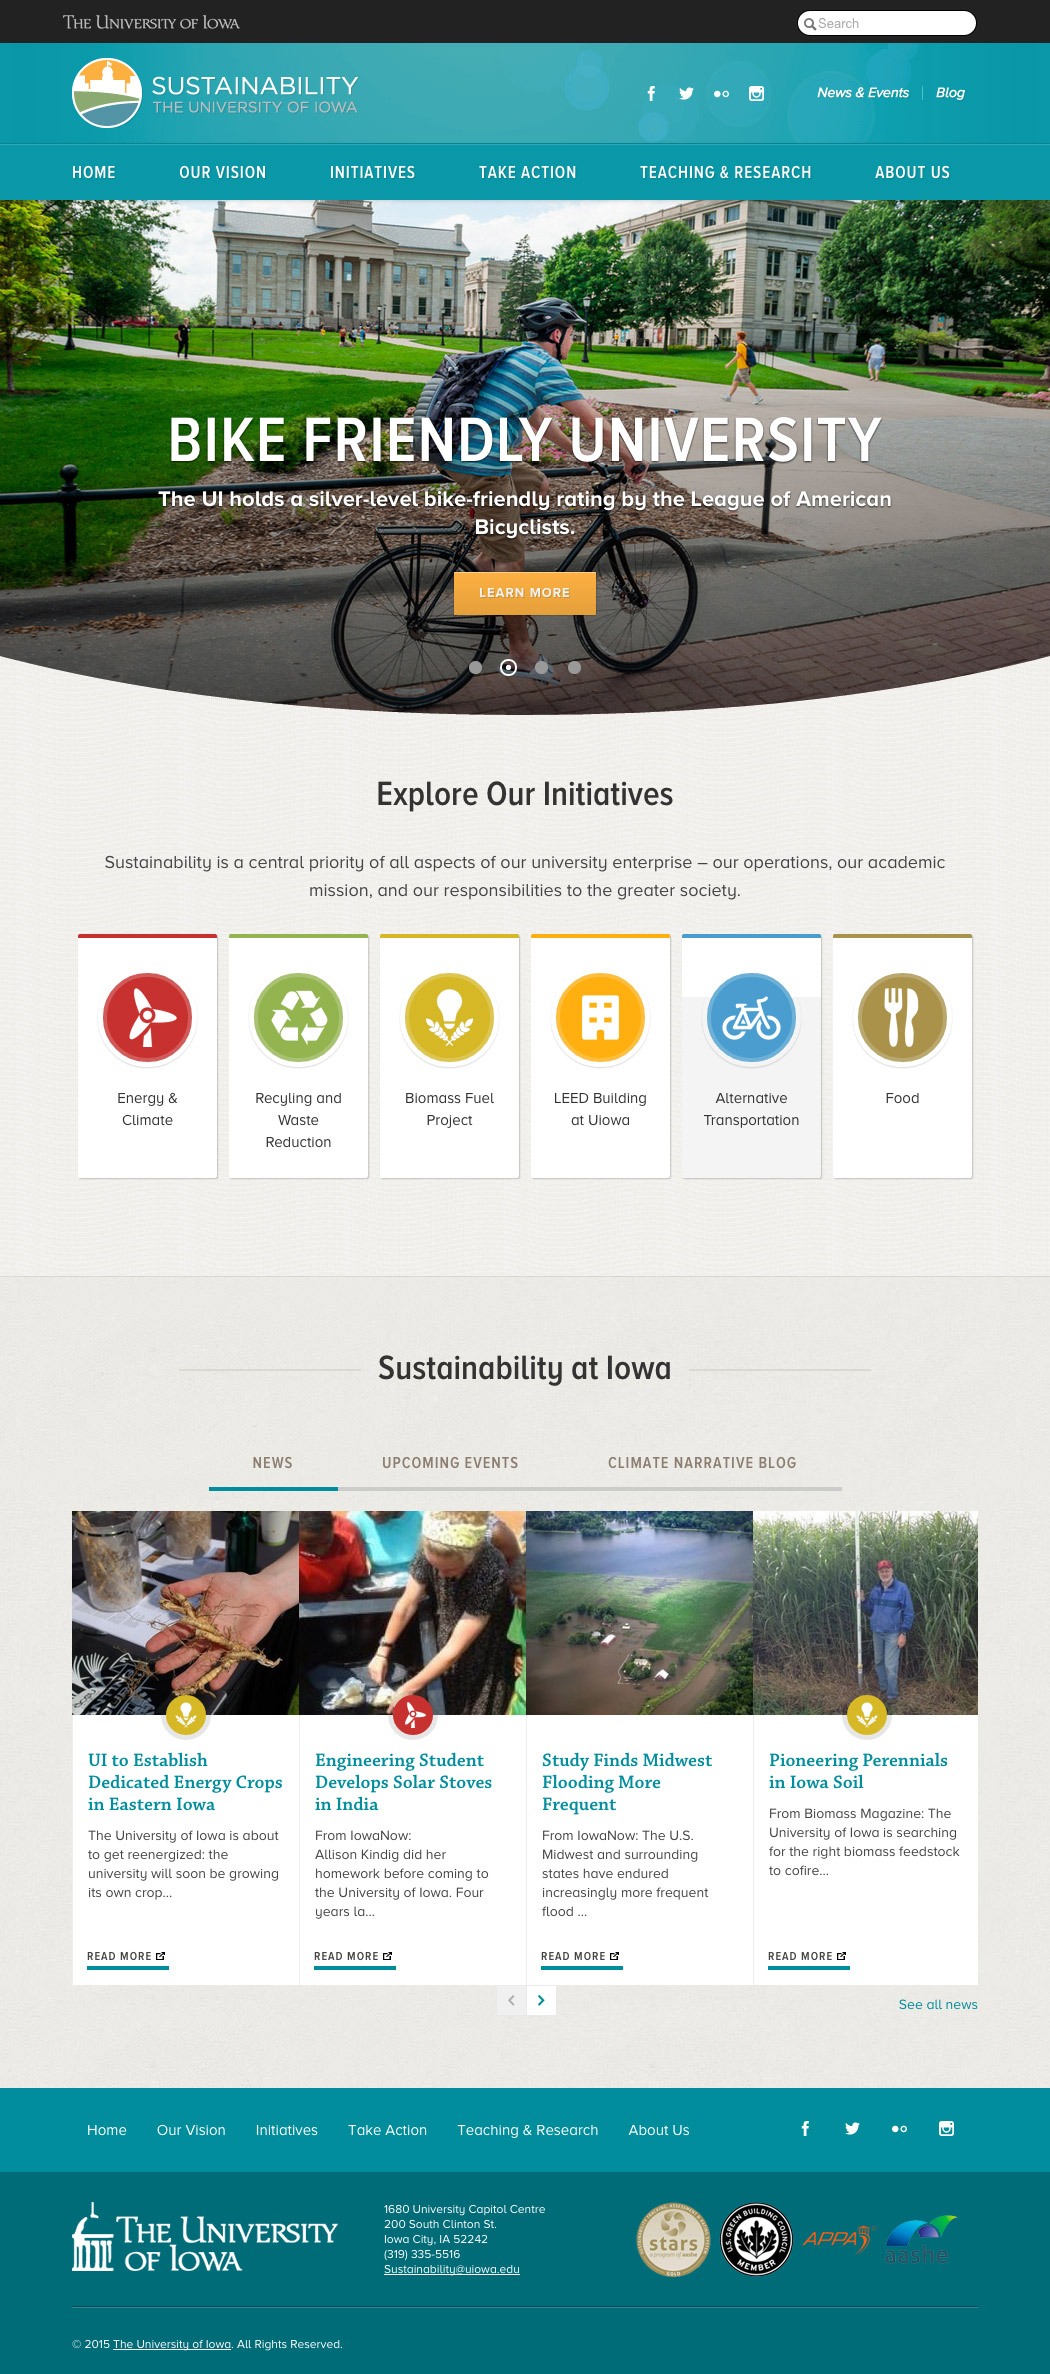 THE UNIVERSITY OF IOWA
Search
SUSTAINABILITY
THE UNIVERSITY OF IOWA
News & Events
Blog
HOME
OUR VISION
INITIATIVES
TAKE ACTION
TEACHING & RESEARCH
ABOUT US
BIKE FRIENDLY UNIVERSITY
The UI holds a silver-level bike-friendly rating by the League of American
Bicyclists.
LEARN MORE
Explore Our Initiatives
Sustainability is a central priority of all aspects of our university enterprise – our operations, our academic
mission, and our responsibilities to the greater society.
Energy &
Climate
Recyling and
Waste
Reduction
Biomass Fuel
Project
LEED Building
at Uiowa
Alternative
Transportation
Food
Sustainability at Iowa
NEWS
UPCOMING EVENTS
CLIMATE NARRATIVE BLOG
UI to Establish
Dedicated Energy Crops
in Eastern Iowa
The University of Iowa is about
to get reenergized: the
university will soon be growing
its own crop...
READ MORE
Engineering Student
Develops Solar Stoves
in India
From IowaNow:
Allison Kindig did her
homework before coming to
the University of Iowa. Four
years la...
READ MORE
Study Finds Midwest
Flooding More
Frequent
From IowaNow: The U.S.
Midwest and surrounding
states have endured
increasingly more frequent
flood ...
READ MORE
Pioneering Perennials
in Iowa Soil
From Biomass Magazine: The
University of Iowa is searching
for the right biomass feedstock
to cofire...
READ MORE
See all news
Home
Our Vision
Initiatives
Take Action
Teaching & Research
About Us
THE UNIVERSITY
OF IOWA
1680 University Capitol Centre
200 South Clinton St.
Iowa City, IA 52242
(319) 335-5516
Sustainability@uiowa.edu
stars
a program of aashe
GOLD
U.S. GREEN BUILDING COUNCIL
MEMBER
APPA
aashe
© 2015 The University of Iowa. All Rights Reserved.